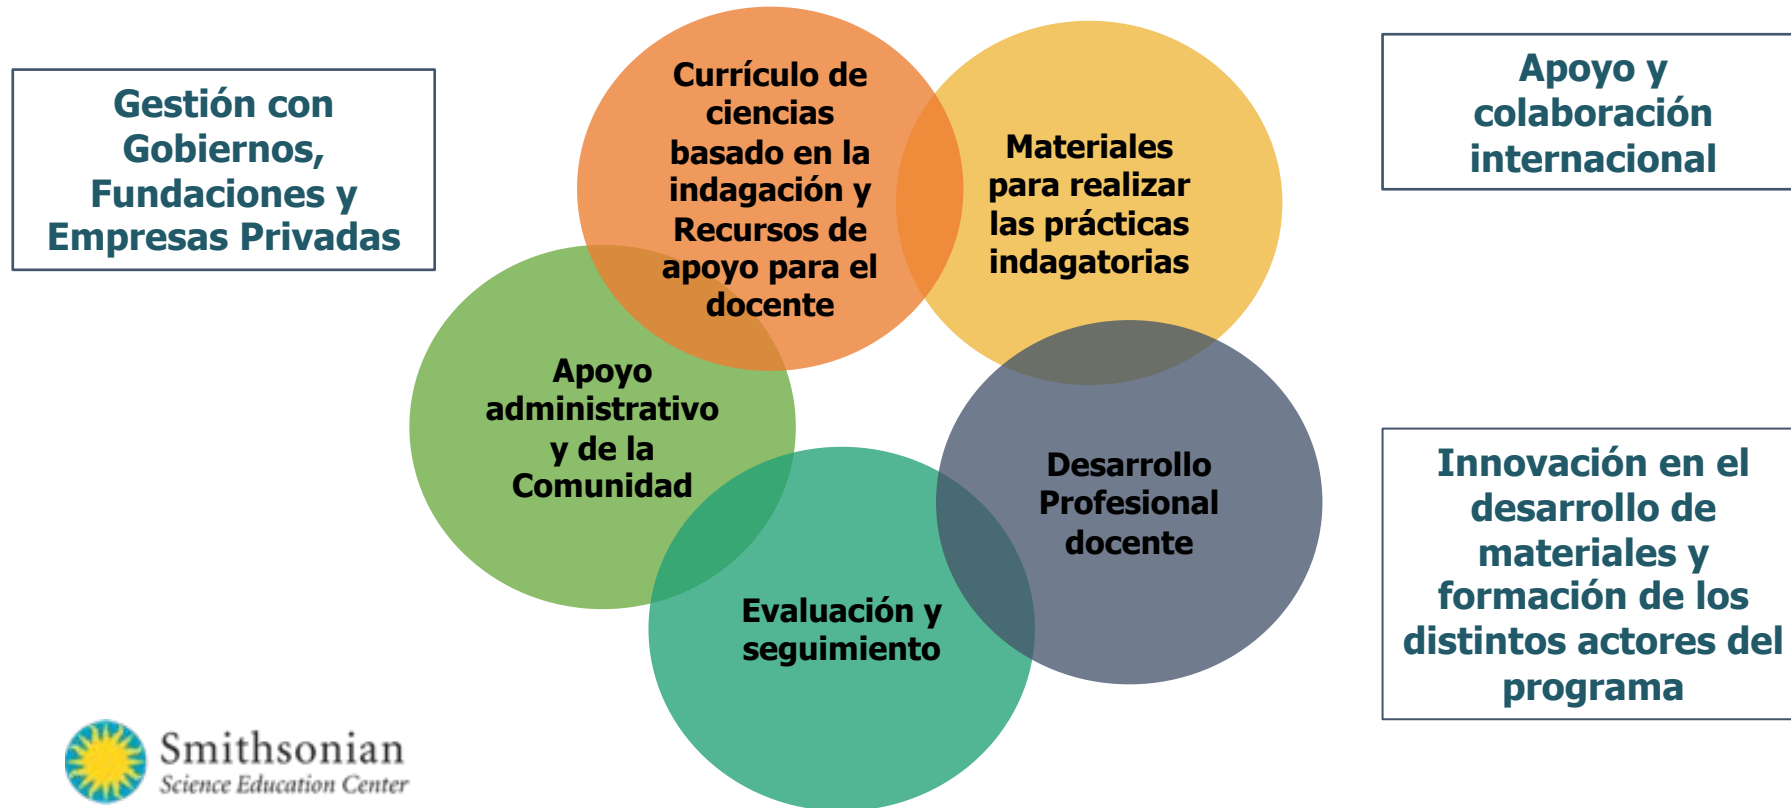 Gestión con
Gobiernos,
Fundaciones y
Empresas Privadas
Currículo de
ciencias
basado en la
indagación y
Recursos de
apoyo para el
docente
Materiales
para realizar
las prácticas
indagatorias
Apoyo y
colaboración
internacional
Apoyo
administrativo
y de la
Comunidad
Desarrollo
Profesional
docente
Evaluación y
seguimiento
Innovación en el
desarrollo de
materiales y
formación de los
distintos actores del
programa
Smithsonian
Science Education Center